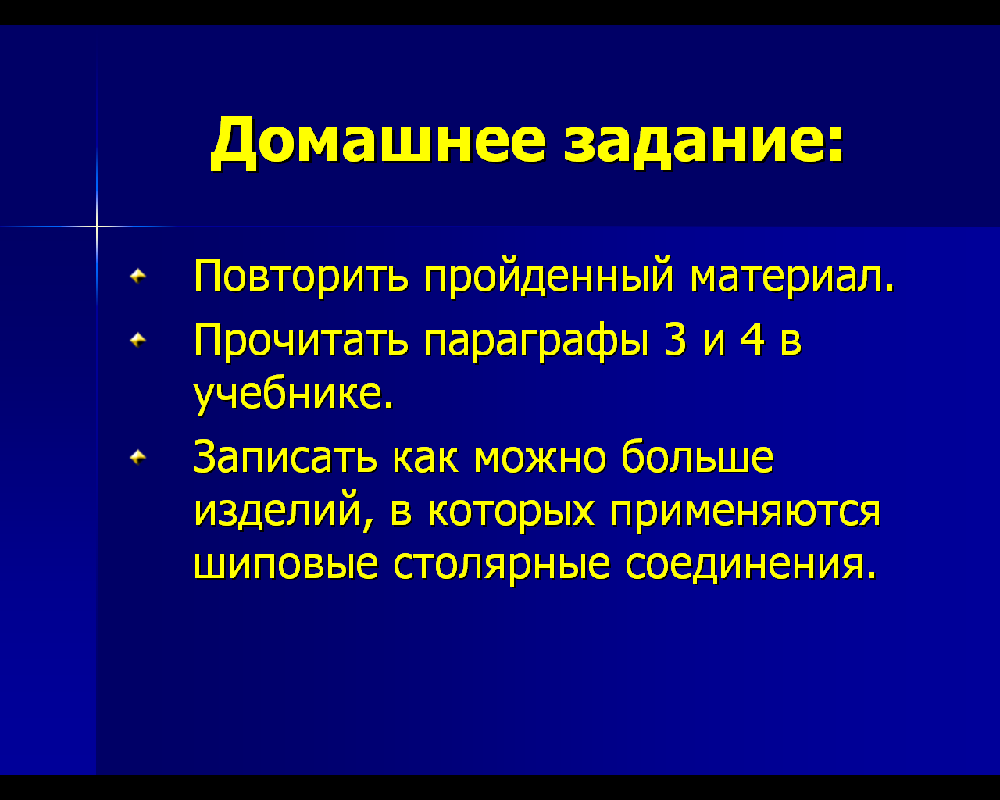 Домашнее задание:
Повторить пройденный материал.
Прочитать параграфы 3 и 4 в
учебнике.
Записать как можно больше
изделий, в которых применяются
шиповые столярные соединения.